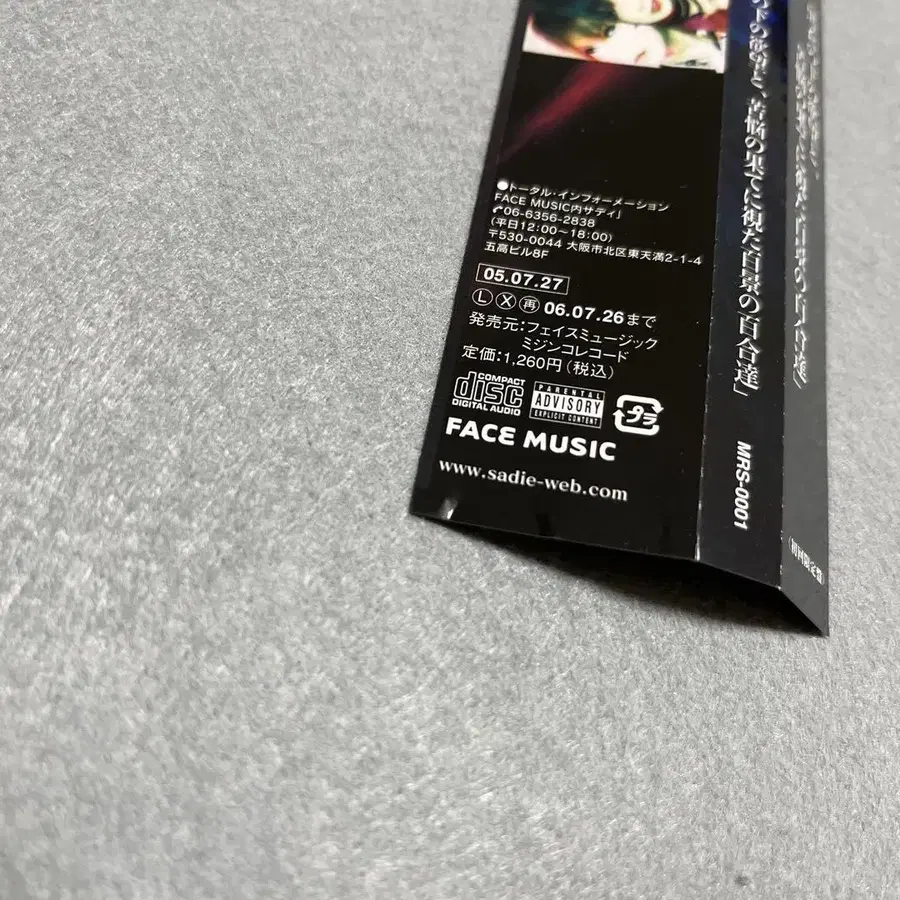 ●トータル・インフォーメーション
FACE MUSIC内サディ」
✆06-6356-2838
(平日12:00～18:00)
〒530-0044 大阪市北区東天満2-1-4
五高ビル8F
05.07.27
Ⓛ Ⓧ 再 06.07.26まで
発売元:フェイスミュージック
ミジンコレコード
定価:1,260円(税込)
COMPACT
disc
DIGITAL AUDIO
PARENTAL
ADVISORY
EXPLICIT CONTENT
プラ
FACE MUSIC
www.sadie-web.com
苦悩の果てに視た百景の百合達」
MRS-0001